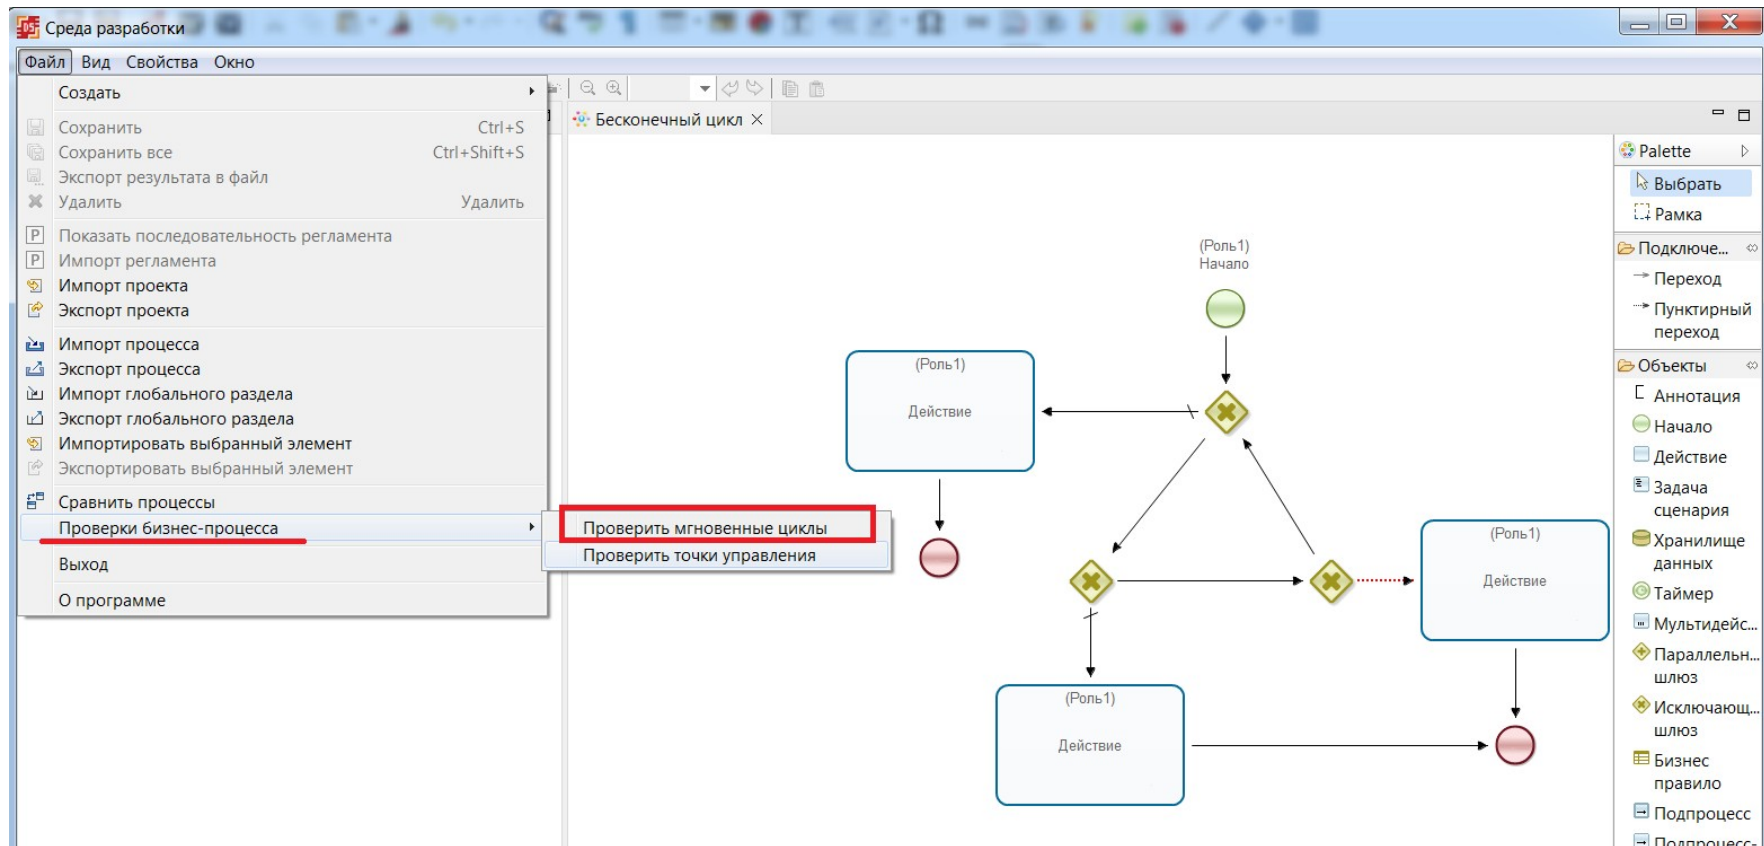 Среда разработки
Файл Вид Свойства Окно
Создать
Сохранить Ctrl+S
Сохранить все Ctrl+Shift+S
Экспорт результата в файл
Удалить Удалить
Показать последовательность регламента
Импорт регламента
Импорт проекта
Экспорт проекта
Импорт процесса
Экспорт процесса
Импорт глобального раздела
Экспорт глобального раздела
Импортировать выбранный элемент
Экспортировать выбранный элемент
Сравнить процессы
Проверки бизнес-процесса
Выход
О программе
Проверить мгновенные циклы
Проверить точки управления
Бесконечный цикл
(Роль1)
Начало
(Роль1)
Действие
(Роль1)
Действие
(Роль1)
Действие
Palette
Выбрать
Рамка
Подключе...
Переход
Пунктирный
переход
Объекты
Аннотация
Начало
Действие
Задача
сценария
Хранилище
данных
Таймер
Мультидейс...
Параллельн...
шлюз
Исключающ...
шлюз
Бизнес
правило
Подпроцесс